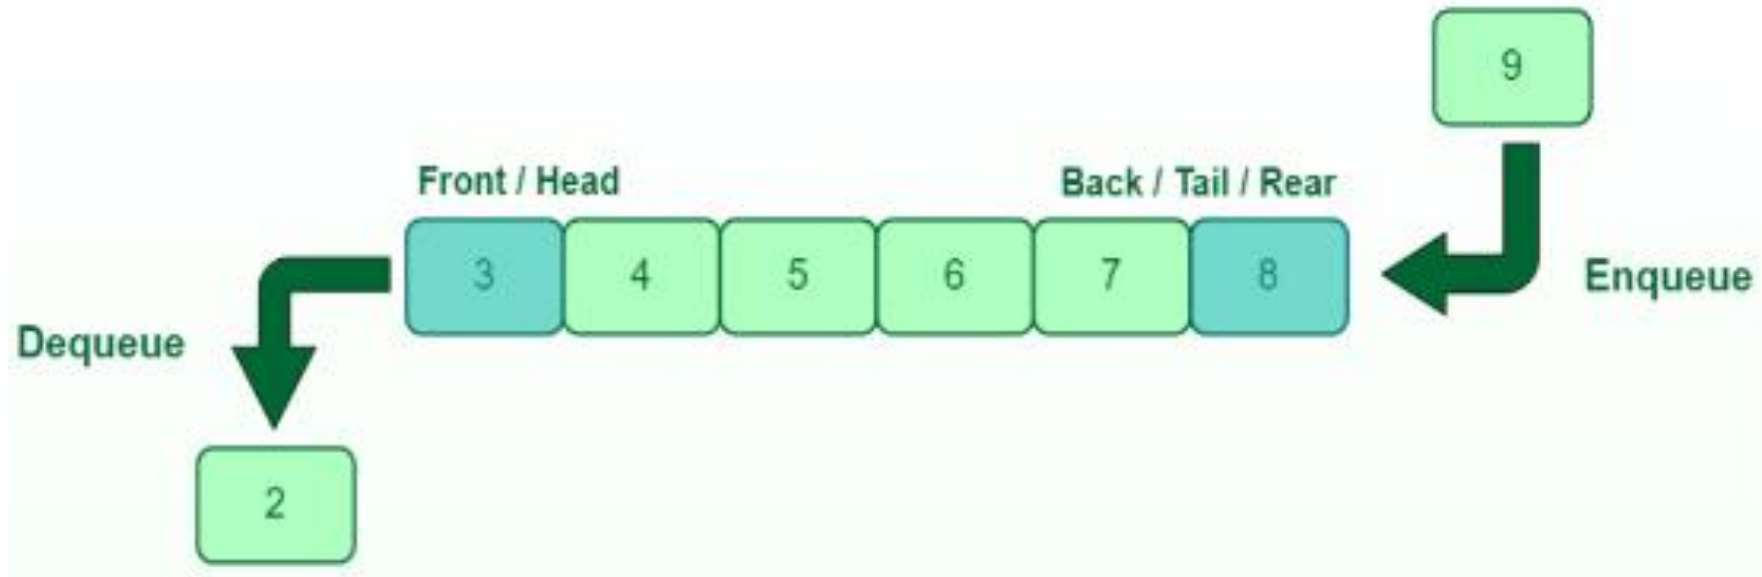 9
Front / Head
Back / Tail / Rear
3 4 5 6 7 8
Enqueue
Dequeue
2